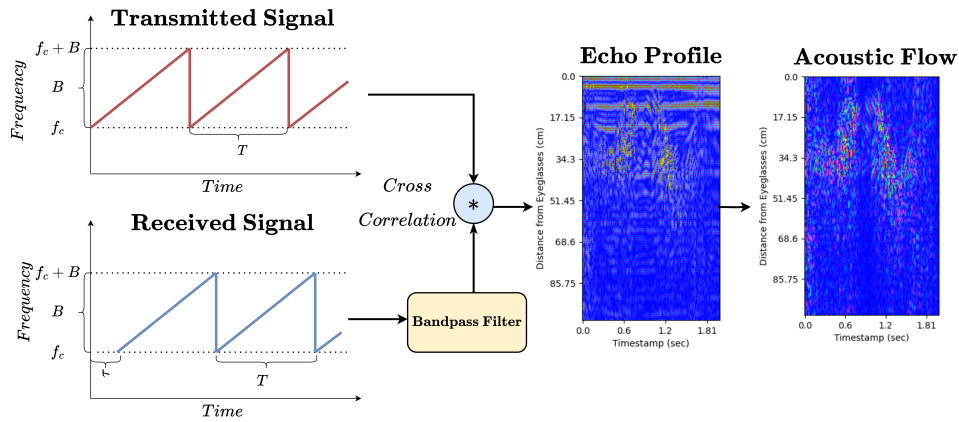 Transmitted Signal
f_c + B
B
f_c
Frequency
T
Time
Received Signal
f_c + B
B
f_c
Frequency
τ
T
Time
Cross
Correlation
*
Bandpass Filter
Echo Profile
0.0
17.15
34.3
51.45
68.6
85.75
Distance from Eyeglasses (cm)
0.0 0.6 1.2 1.81
Timestamp (sec)
Acoustic Flow
0.0
17.15
34.3
51.45
68.6
85.75
Distance from Eyeglasses (cm)
0.0 0.6 1.2 1.81
Timestamp (sec)